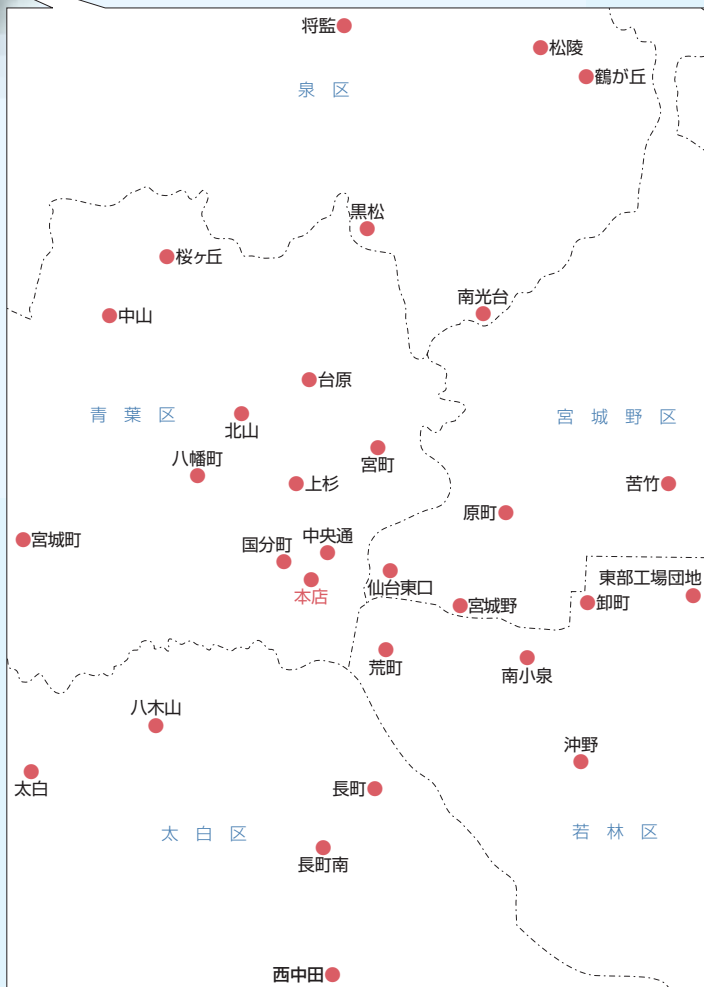 将監
松陵
鶴が丘
泉区
黒松
桜ヶ丘
南光台
中山
台原
青葉区
宮城野区
北山
宮町
八幡町
上杉
苦竹
原町
宮城町
国分町
中央通
仙台東口
東部工場団地
本店
宮城野
卸町
荒町
南小泉
八木山
沖野
太白
長町
太白区
若林区
長町南
西中田